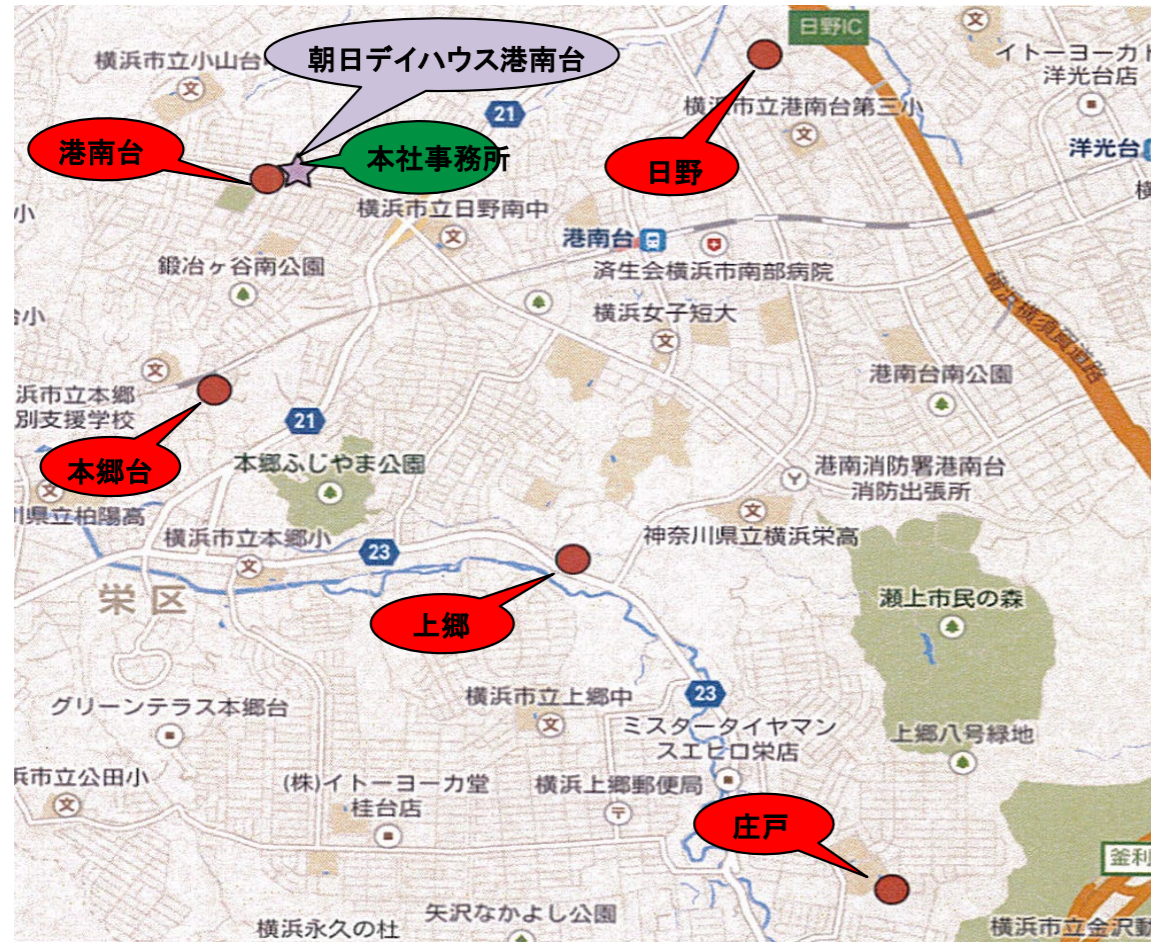 日野IC
横浜市立小山台
朝日デイハウス港南台
イトーヨーカド
洋光台店
21
横浜市立港南台第三小
港南台
本社事務所
日野
洋光台
横
小
横浜市立日野南中
港南台
済生会横浜市南部病院
鍛冶ヶ谷南公園
横浜横須賀道路
台小
横浜女子短大
浜市立本郷
別支援学校
港南台南公園
21
本郷台
本郷ふじやま公園
港南消防署港南台
消防出張所
川県立柏陽高
横浜市立本郷小
23
神奈川県立横浜栄高
栄区
上郷
瀬上市民の森
グリーンテラス本郷台
横浜市立上郷中
23
ミスタータイヤマン
スエヒロ栄店
上郷八号緑地
浜市立公田小
(株)イトーヨーカ堂
桂台店
横浜上郷郵便局
庄戸
釜利
矢沢なかよし公園
横浜永久の杜
横浜市立金沢動